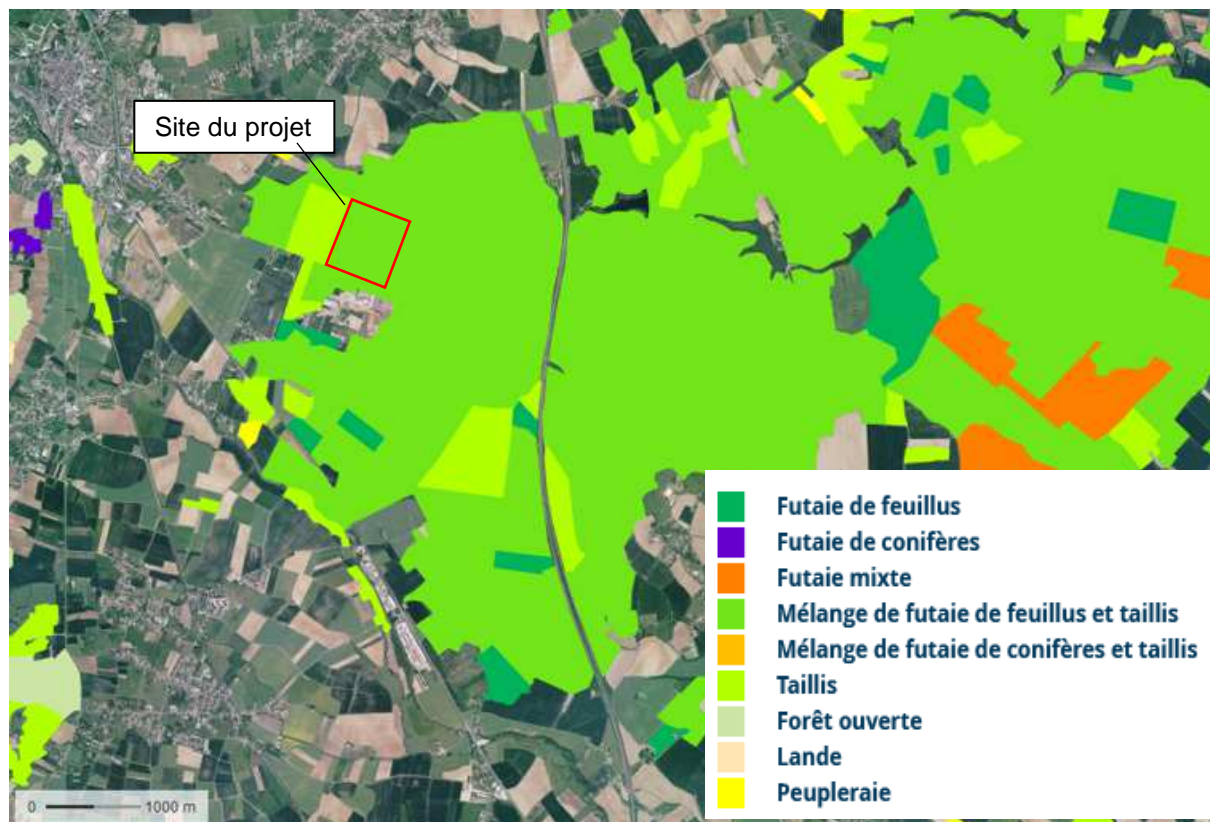 Site du projet
Futaie de feuillus
Futaie de conifères
Futaie mixte
Mélange de futaie de feuillus et taillis
Mélange de futaie de conifères et taillis
Taillis
Forêt ouverte
Lande
Peupleraie
0 1000 m